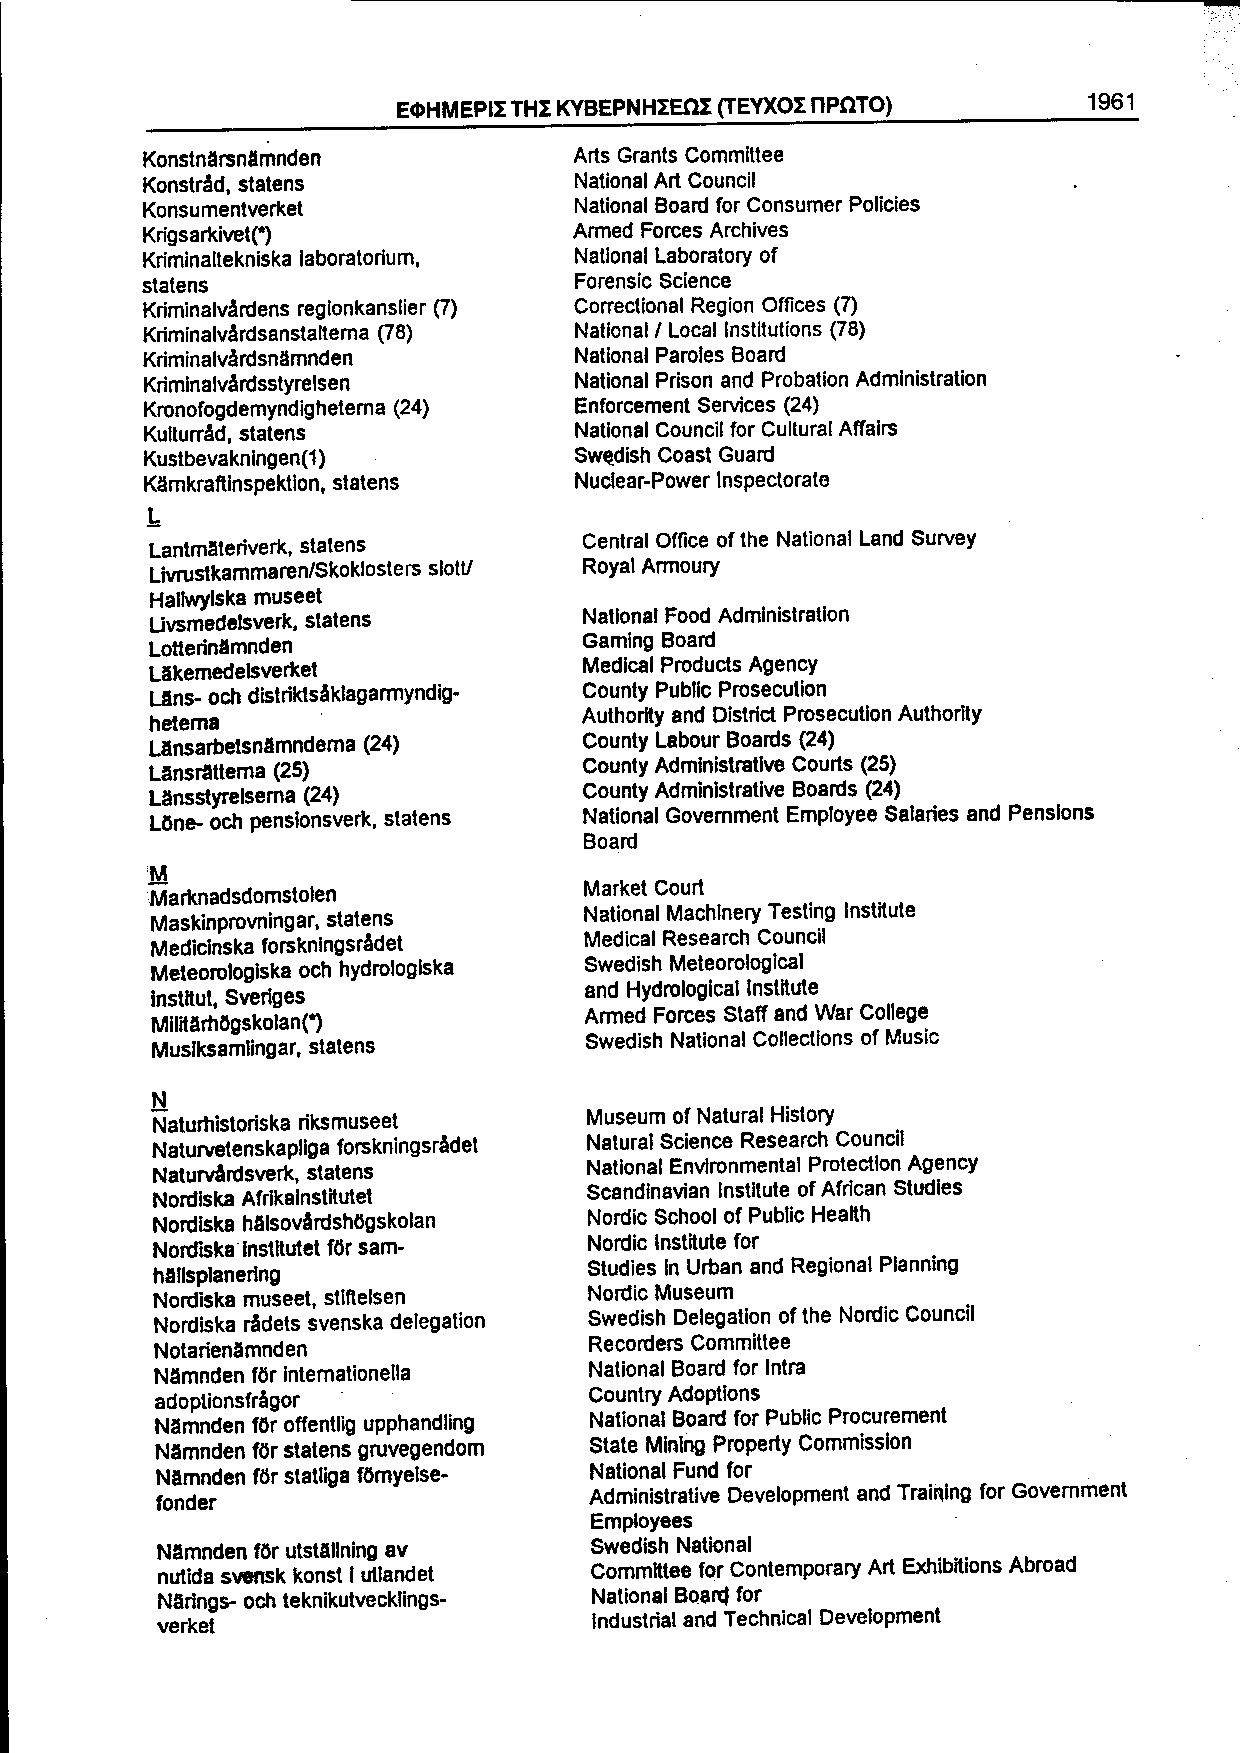 ΕΦΗΜΕΡΙΣ ΤΗΣ ΚΥΒΕΡΝΗΣΕΩΣ (ΤΕΥΧΟΣ ΠΡΩΤΟ) 1961
Konstnärsnämnden Arts Grants Committee
Konstråd, statens National Art Council
Konsumentverket National Board for Consumer Policies
Krigsarkivet(*) Armed Forces Archives
Kriminaltekniska laboratorium, National Laboratory of
statens Forensic Science
Kriminalvårdens regionkanslier (7) Correctional Region Offices (7)
Kriminalvårdsanstalterna (78) National / Local Institutions (78)
Kriminalvårdsnämnden National Paroles Board
Kriminalvårdsstyrelsen National Prison and Probation Administration
Kronofogdemyndigheterna (24) Enforcement Services (24)
Kulturråd, statens National Council for Cultural Affairs
Kustbevakningen(1) Swedish Coast Guard
Kärnkraftinspektion, statens Nuclear-Power Inspectorate
L
Lantmäteriverk, statens Central Office of the National Land Survey
Livrustkammaren/Skoklosters slott/ Royal Armoury
Hallwylska museet
Livsmedelsverk, statens National Food Administration
Lotterinämnden Gaming Board
Läkemedelsverket Medical Products Agency
Läns- och distriktsåklagarmyndig- County Public Prosecution
heterna Authority and District Prosecution Authority
Länsarbetsnämnderna (24) County Labour Boards (24)
Länsrätterna (25) County Administrative Courts (25)
Länsstyrelserna (24) County Administrative Boards (24)
Löne- och pensionsverk, statens National Government Employee Salaries and Pensions
Board
M
Marknadsdomstolen Market Court
Maskinprovningar, statens National Machinery Testing Institute
Medicinska forskningsrådet Medical Research Council
Meteorologiska och hydrologiska Swedish Meteorological
institut, Sveriges and Hydrological Institute
Militärhögskolan(*) Armed Forces Staff and War College
Musiksamlingar, statens Swedish National Collections of Music
N
Naturhistoriska riksmuseet Museum of Natural History
Naturvetenskapliga forskningsrådet Natural Science Research Council
Naturvårdsverk, statens National Environmental Protection Agency
Nordiska Afrikainstitutet Scandinavian Institute of African Studies
Nordiska hälsovårdshögskolan Nordic School of Public Health
Nordiska institutet för sam- Nordic Institute for
hällsplanering Studies in Urban and Regional Planning
Nordiska museet, stiftelsen Nordic Museum
Nordiska rådets svenska delegation Swedish Delegation of the Nordic Council
Notarienämnden Recorders Committee
Nämnden för internationella National Board for Intra
adoptionsfrågor Country Adoptions
Nämnden för offentlig upphandling National Board for Public Procurement
Nämnden för statens gruvegendom State Mining Property Commission
Nämnden för statliga förnyelse- National Fund for
fonder Administrative Development and Training for Government
Employees
Nämnden för utställning av Swedish National
nutida svensk konst i utlandet Committee for Contemporary Art Exhibitions Abroad
Närings- och teknikutvecklings- National Board for
verket Industrial and Technical Development